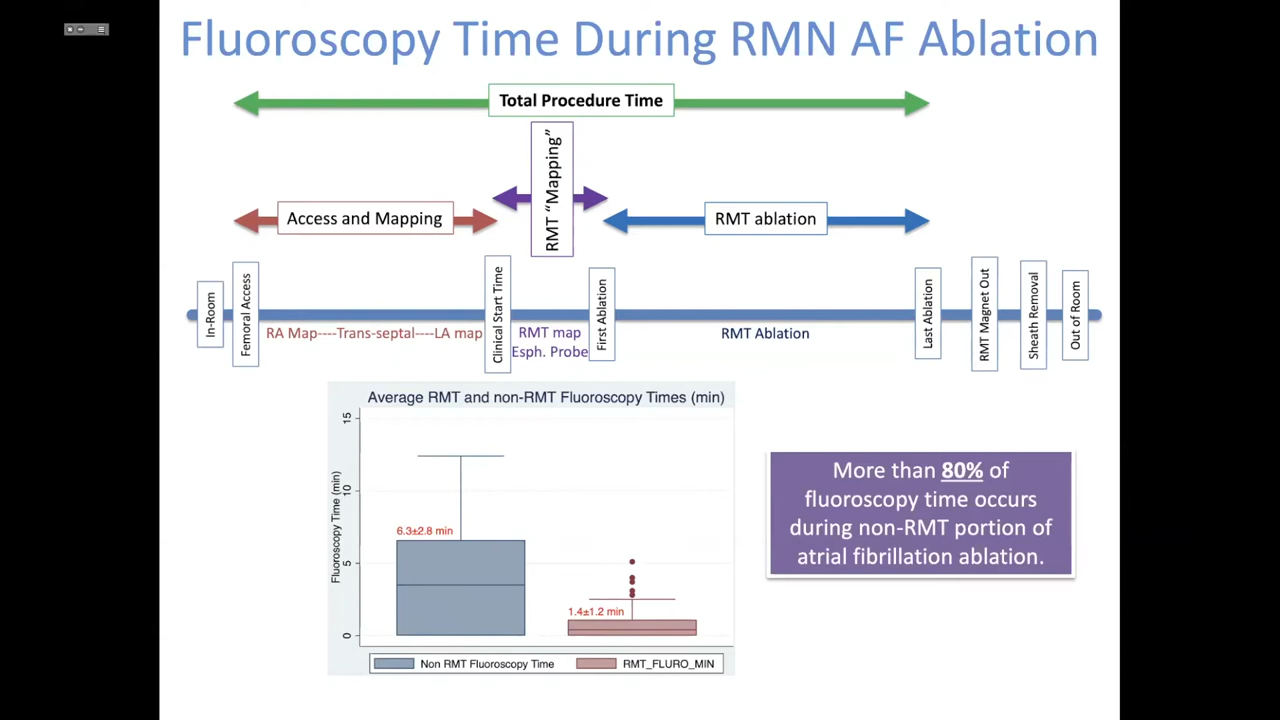 Fluoroscopy Time During RMN AF Ablation
Total Procedure Time
RMT “Mapping”
Access and Mapping
RMT ablation
In-Room
Femoral Access
Clinical Start Time
First Ablation
Last Ablation
RMT Magnet Out
Sheath Removal
Out of Room
RA Map----Trans-septal----LA map
RMT map
Esph. Probe
RMT Ablation
Average RMT and non-RMT Fluoroscopy Times (min)
Fluoroscopy Time (min)
15
10
5
0
6.3±2.8 min
1.4±1.2 min
Non RMT Fluoroscopy Time
RMT_FLURO_MIN
More than 80% of
fluoroscopy time occurs
during non-RMT portion of
atrial fibrillation ablation.